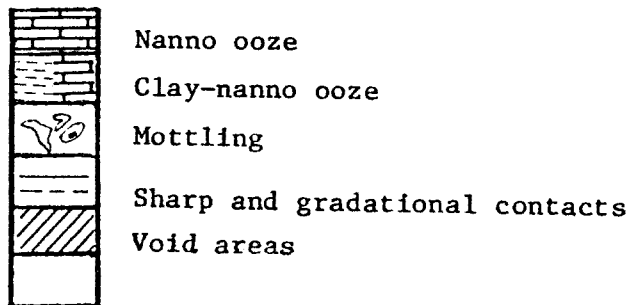 Nanno ooze
Clay-nanno ooze
Mottling
Sharp and gradational contacts
Void areas